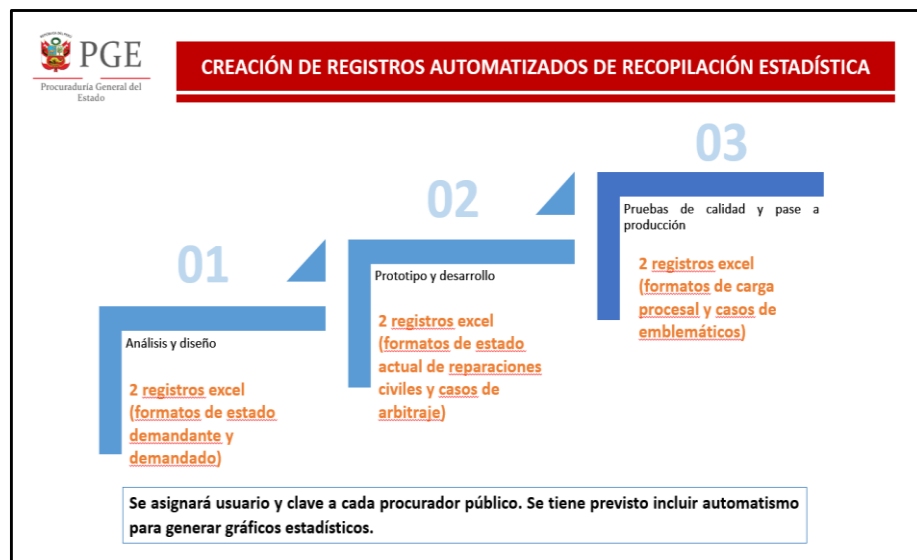 PGE
Procuraduría General del
Estado
CREACIÓN DE REGISTROS AUTOMATIZADOS DE RECOPILACIÓN ESTADÍSTICA
01
Análisis y diseño
2 registros excel
(formatos de estado
demandante y
demandado)
02
Prototipo y desarrollo
2 registros excel
(formatos de estado
actual de reparaciones
civiles y casos de
arbitraje)
03
Pruebas de calidad y pase a
producción
2 registros excel
(formatos de carga
procesal y casos de
emblemáticos)
Se asignará usuario y clave a cada procurador público. Se tiene previsto incluir automatismo
para generar gráficos estadísticos.